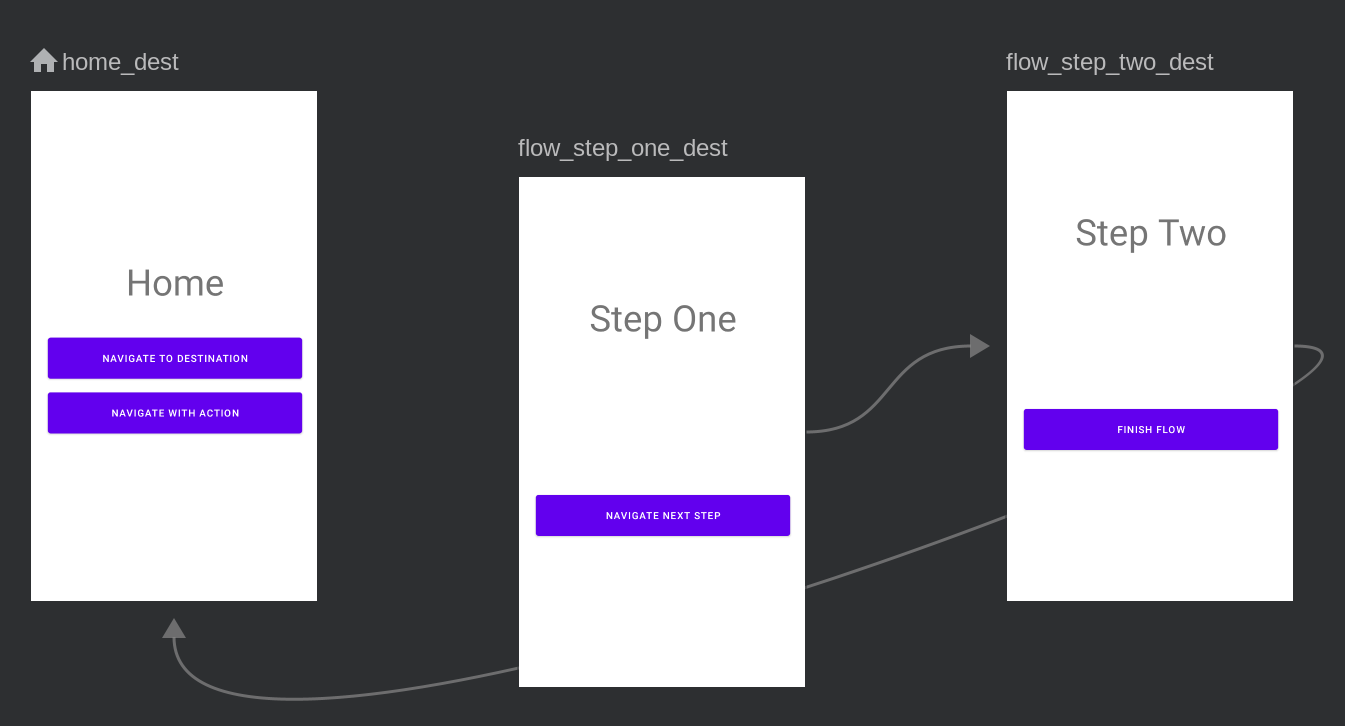 home_dest
Home
NAVIGATE TO DESTINATION
NAVIGATE WITH ACTION
flow_step_one_dest
Step One
NAVIGATE NEXT STEP
flow_step_two_dest
Step Two
FINISH FLOW